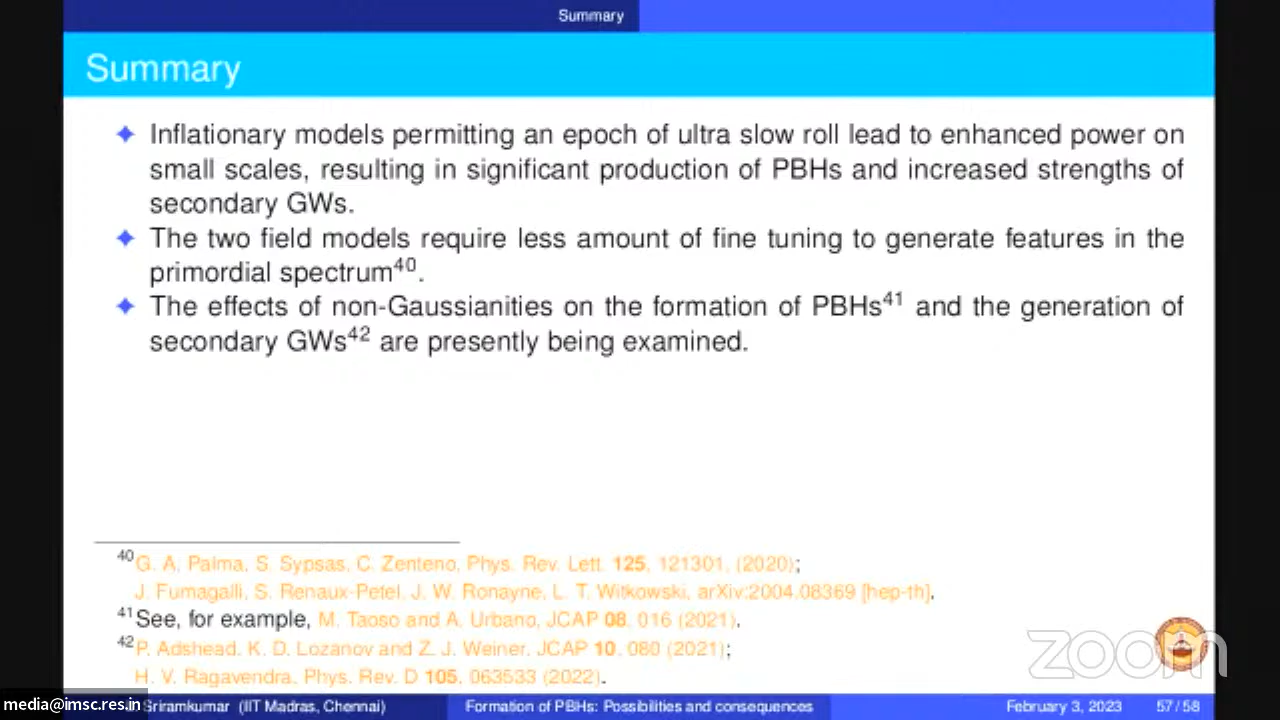 Summary
Summary
✦ Inflationary models permitting an epoch of ultra slow roll lead to enhanced power on
small scales, resulting in significant production of PBHs and increased strengths of
secondary GWs.
✦ The two field models require less amount of fine tuning to generate features in the
primordial spectrum40.
✦ The effects of non-Gaussianities on the formation of PBHs41 and the generation of
secondary GWs42 are presently being examined.
40G. A. Palma, S. Sypsas, C. Zenteno, Phys. Rev. Lett. 125, 121301, (2020);
J. Fumagalli, S. Renaux-Petel, J. W. Ronayne, L. T. Witkowski, arXiv:2004.08369 [hep-th].
41See, for example, M. Taoso and A. Urbano, JCAP 08, 016 (2021).
42P. Adshead, K. D. Lozanov and Z. J. Weiner, JCAP 10, 080 (2021);
H. V. Ragavendra, Phys. Rev. D 105, 063533 (2022).
zoom
media@imsc.res.in Sriramkumar (IIT Madras, Chennai) Formation of PBHs: Possibilities and consequences February 3, 2023 57/58